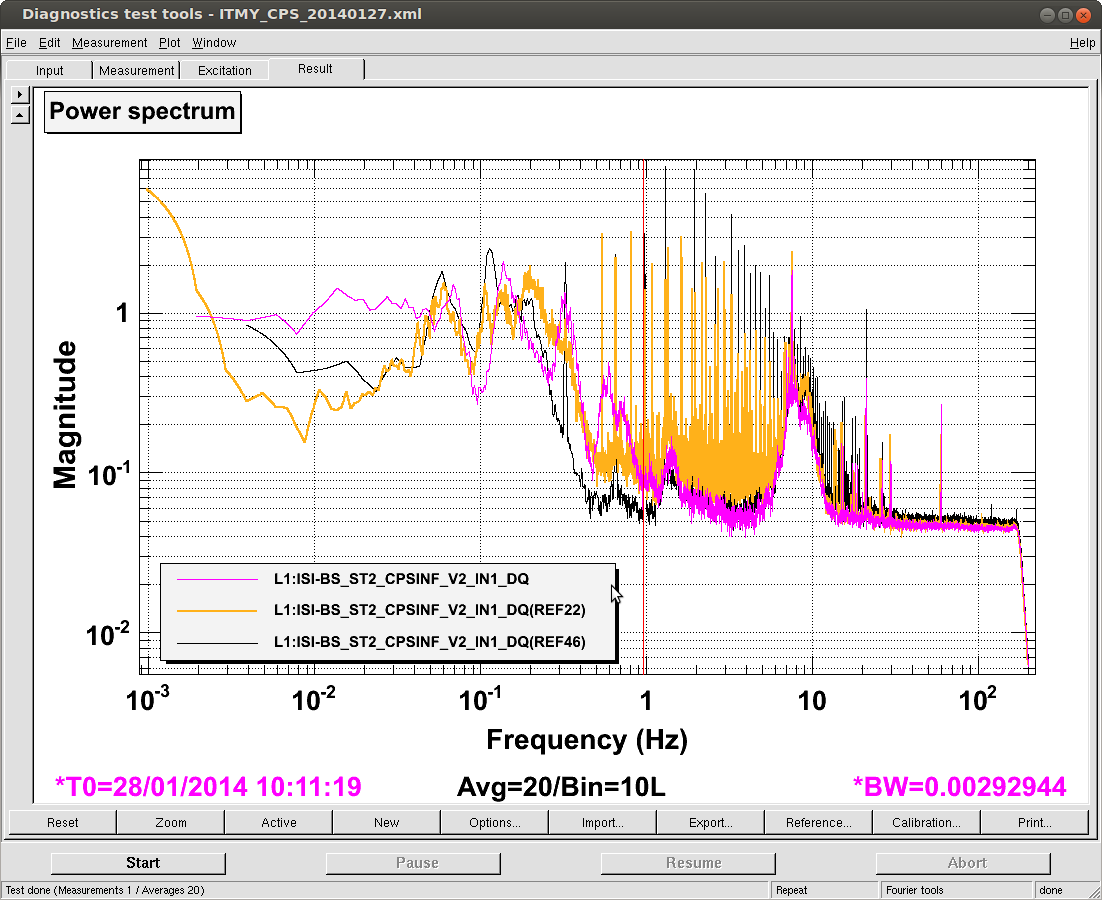 Diagnostics test tools - ITMY_CPS_20140127.xml
File Edit Measurement Plot Window Help
Input Measurement Excitation Result
Power spectrum
Magnitude
1
10-1
10-2
L1:ISI-BS_ST2_CPSINF_V2_IN1_DQ
L1:ISI-BS_ST2_CPSINF_V2_IN1_DQ(REF22)
L1:ISI-BS_ST2_CPSINF_V2_IN1_DQ(REF46)
10-3 10-2 10-1 1 10 102
Frequency (Hz)
*T0=28/01/2014 10:11:19 Avg=20/Bin=10L *BW=0.00292944
Reset Zoom Active New Options... Import... Export... Reference... Calibration... Print...
Start Pause Resume Abort
Test done (Measurements 1 / Averages 20) Repeat Fourier tools done